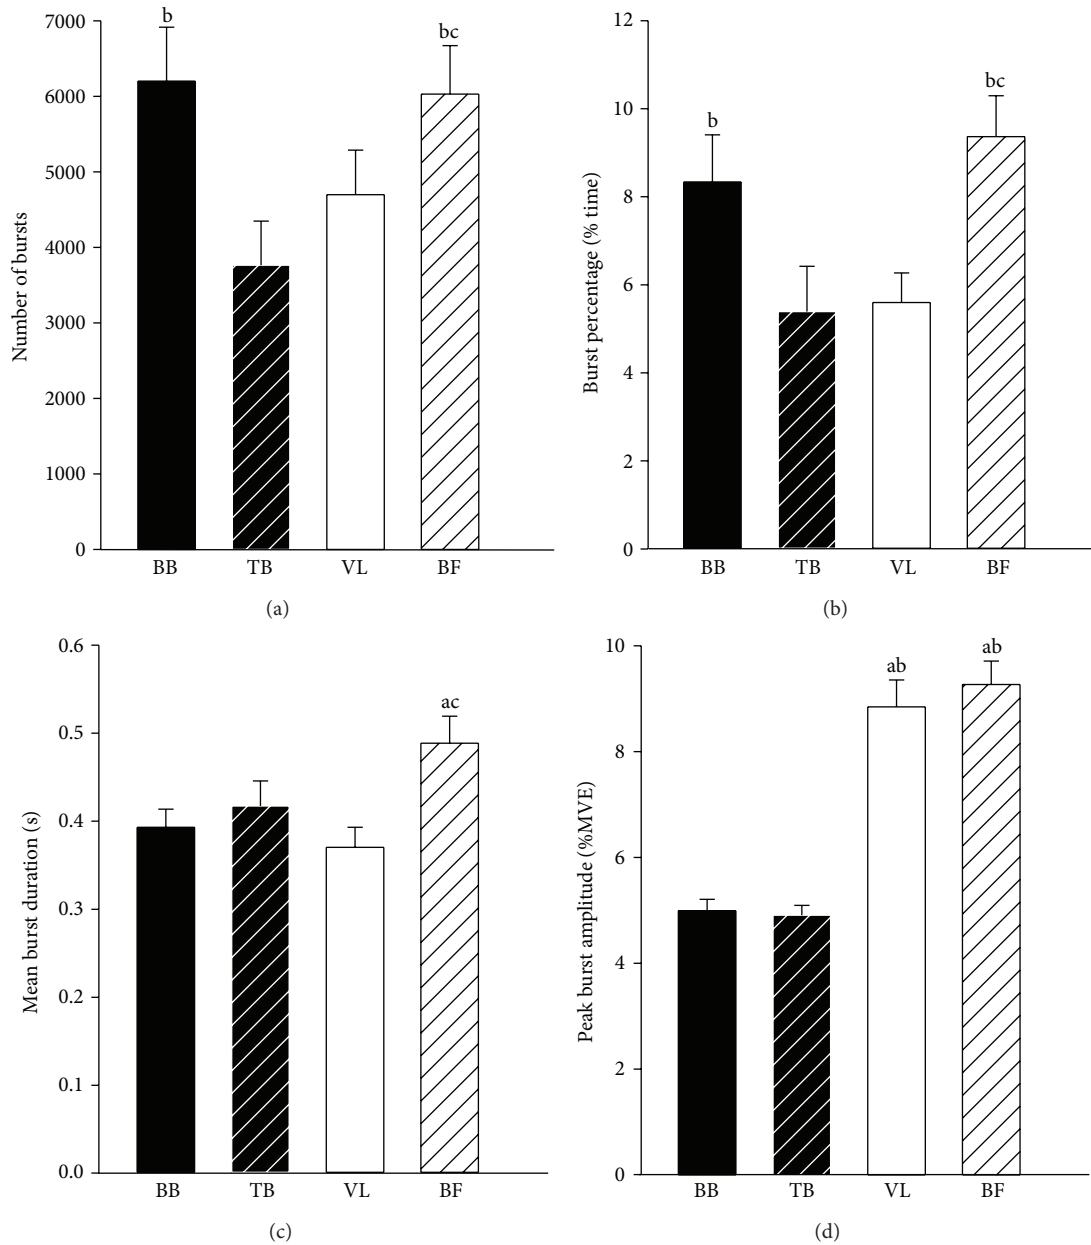 7000
6000
5000
4000
3000
2000
1000
0
Number of bursts
b
bc
BB TB VL BF
(a)
12
10
8
6
4
2
0
Burst percentage (% time)
b
bc
BB TB VL BF
(b)
0.6
0.5
0.4
0.3
0.2
0.1
0.0
Mean burst duration (s)
ac
BB TB VL BF
(c)
10
8
6
4
2
0
Peak burst amplitude (%MVE)
ab
ab
BB TB VL BF
(d)